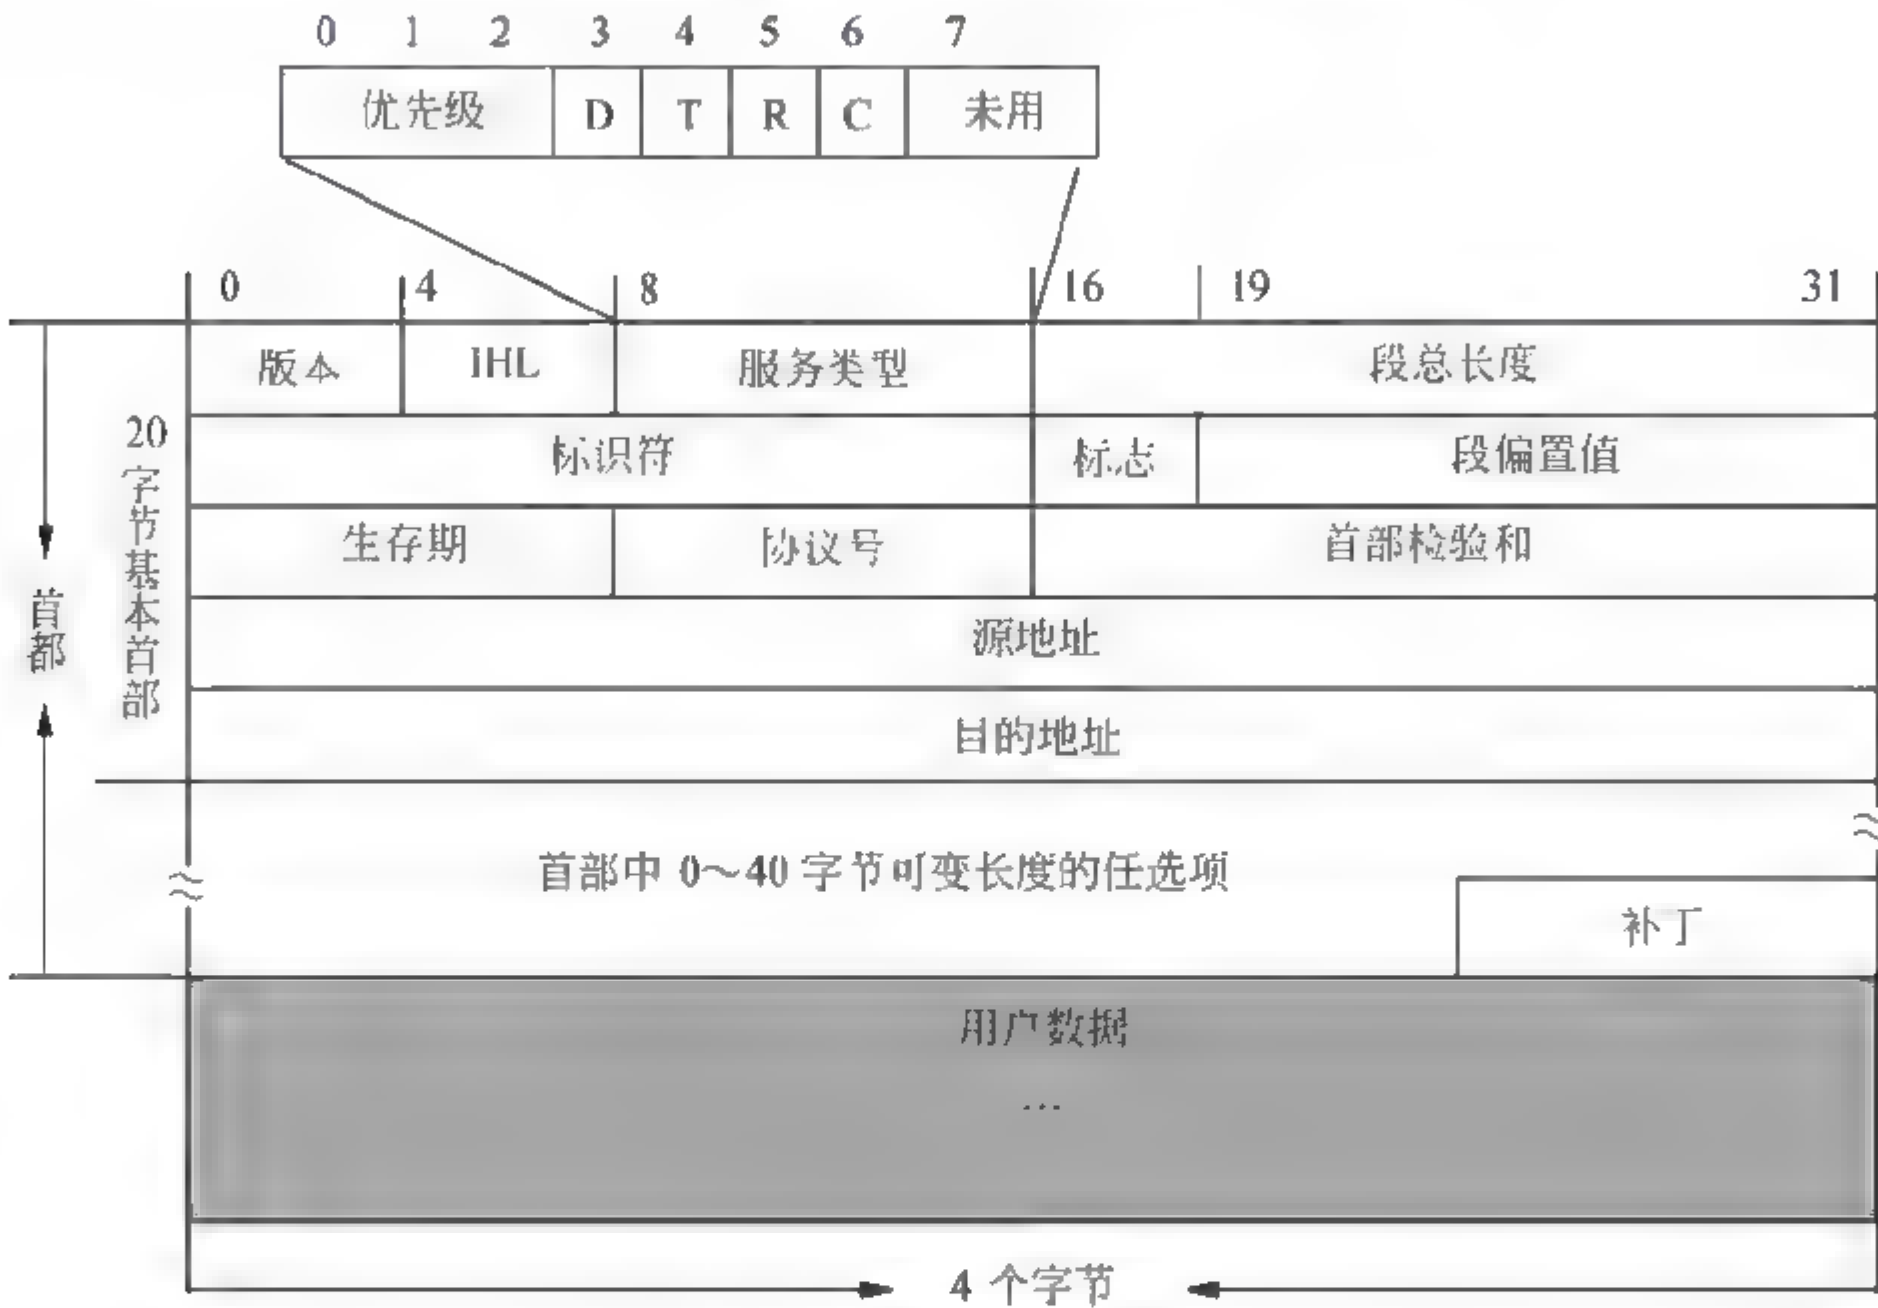 0 1 2 3 4 5 6 7
优先级 D T R C 未用
0 4 8 16 19 31
版本 IHL 服务类型 段总长度
标识符 标志 段偏置值
生存期 协议号 首部检验和
源地址
目的地址
20字节基本首部
首都
首部中 0～40 字节可变长度的任选项
补丁
用户数据
…
4 个字节